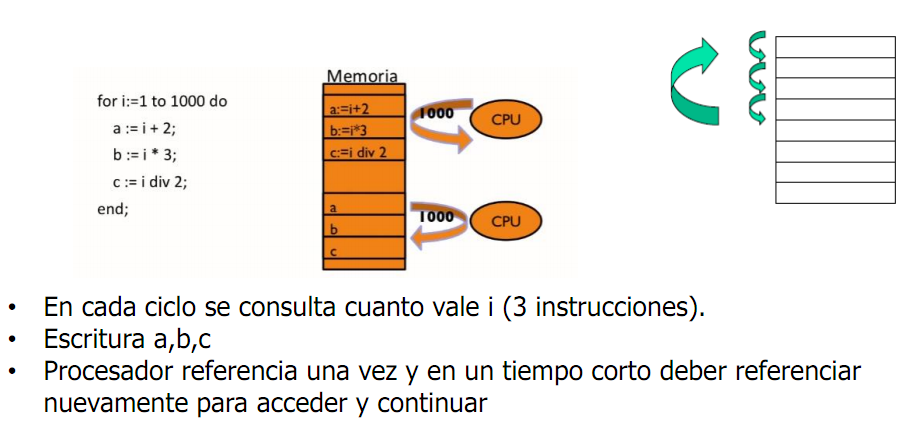 for i:=1 to 1000 do
a := i + 2;
b := i * 3;
c := i div 2;
end;
Memoria
a:=i+2
b:=i*3
c:=i div 2
1000
CPU
a
b
c
1000
CPU
• En cada ciclo se consulta cuanto vale i (3 instrucciones).
• Escritura a,b,c
• Procesador referencia una vez y en un tiempo corto deber referenciar
nuevamente para acceder y continuar